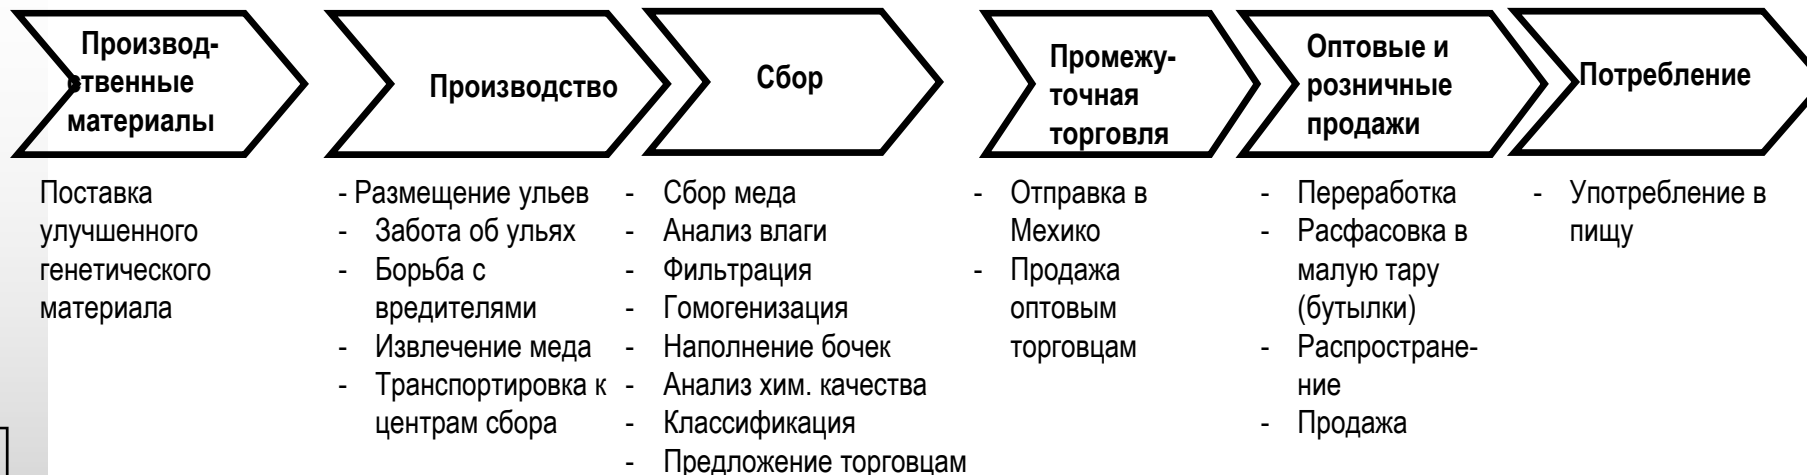 Производ-
ственные
материалы
Производство
Сбор
Промежу-
точная
торговля
Оптовые и
розничные
продажи
Потребление
Поставка
улучшенного
генетического
материала
- Размещение ульев
- Забота об ульях
- Борьба с
вредителями
- Извлечение меда
- Транспортировка к
центрам сбора
- Сбор меда
- Анализ влаги
- Фильтрация
- Гомогенизация
- Наполнение бочек
- Анализ хим. качества
- Классификация
- Предложение торговцам
- Отправка в
Мехико
- Продажа
оптовым
торговцам
- Переработка
- Расфасовка в
малую тару
(бутылки)
- Распростране-
ние
- Продажа
- Употребление в
пищу